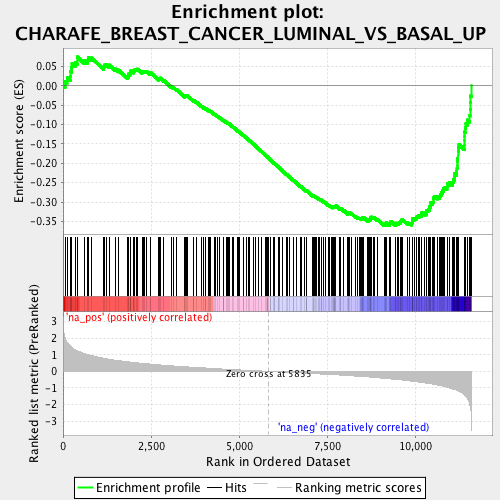 Enrichment plot:
CHARAFE_BREAST_CANCER_LUMINAL_VS_BASAL_UP
Enrichment score (ES)
0.05
0.00
-0.05
-0.10
-0.15
-0.20
-0.25
-0.30
-0.35
Ranked list metric (PreRanked)
3
2
1
0
-1
-2
-3
'na_pos' (positively correlated)
Zero cross at 5835
'na_neg' (negatively correlated)
0
2,500
5,000
7,500
10,000
Rank in Ordered Dataset
Enrichment profile
Hits
Ranking metric scores